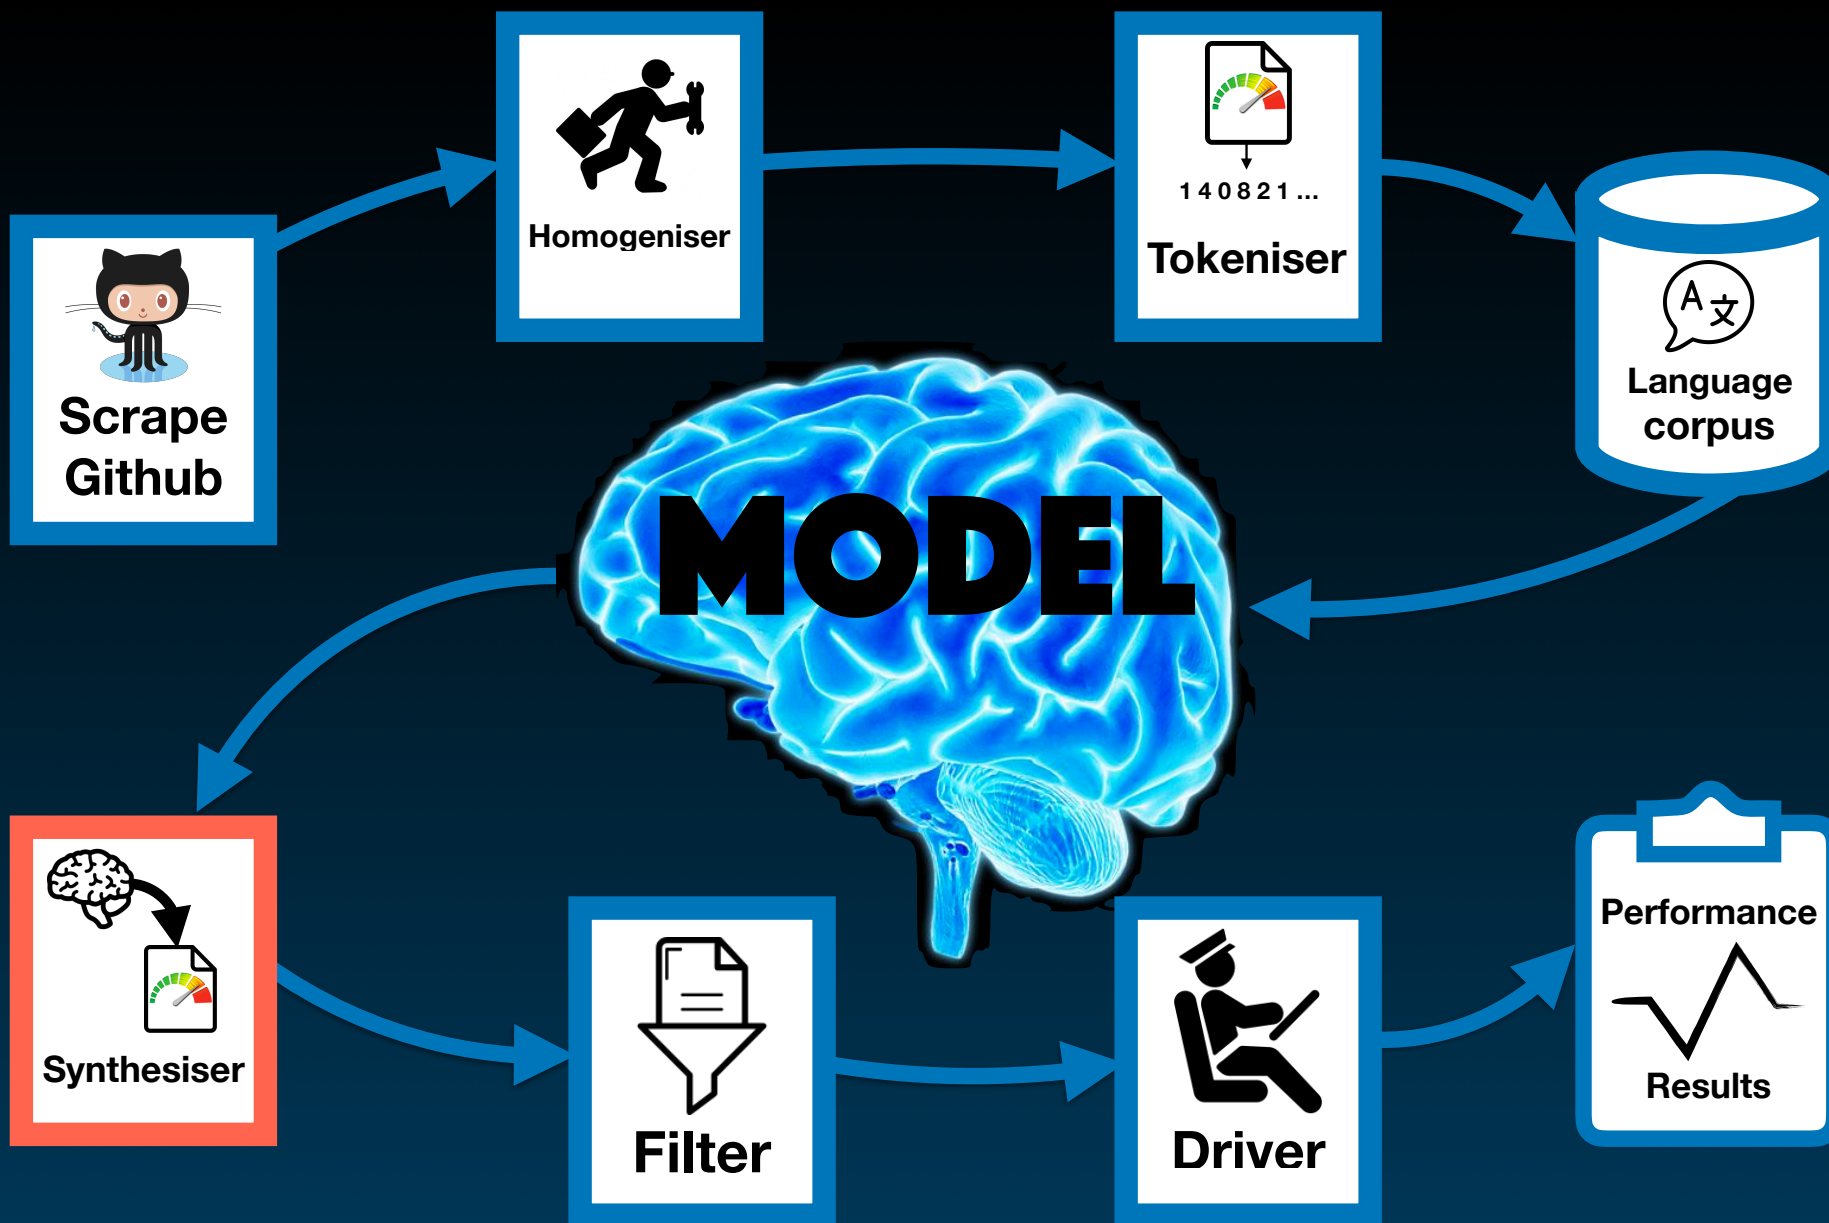 Scrape
Github
Homogeniser
1 4 0 8 2 1 ...
Tokeniser
A 文
Language
corpus
MODEL
Synthesiser
Filter
Driver
Performance
Results